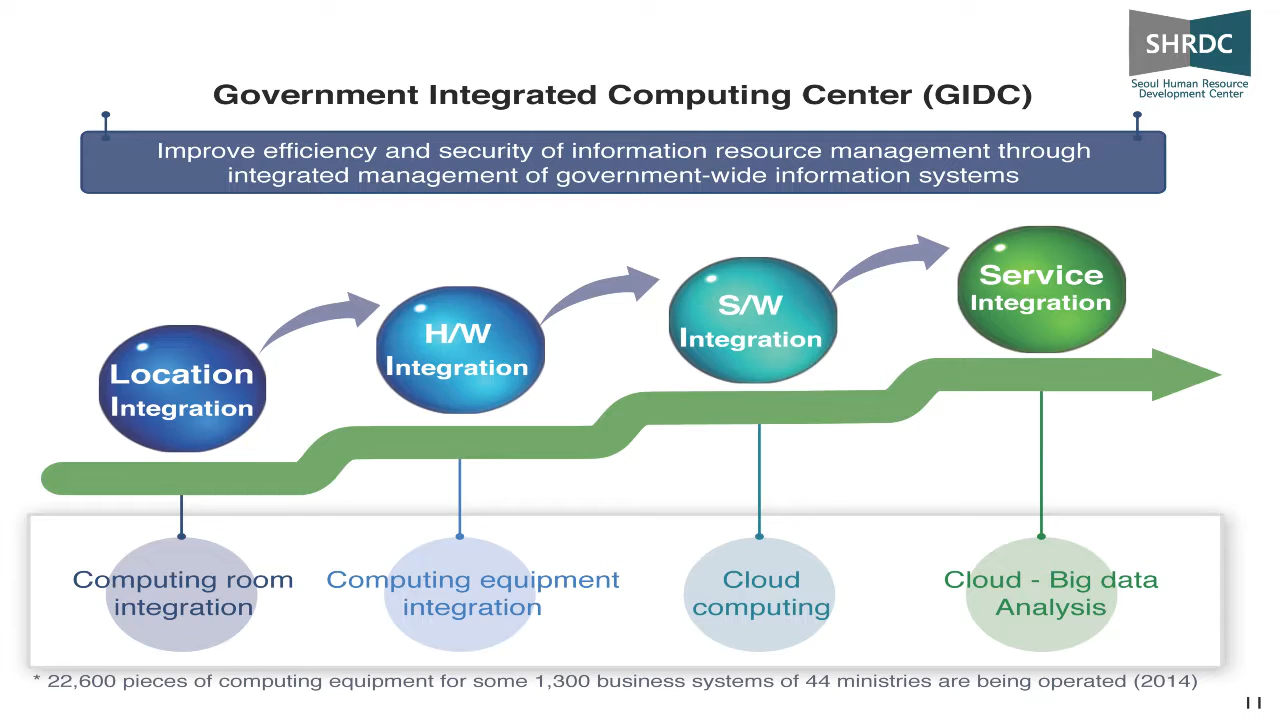 SHRDC
Seoul Human Resource
Development Center
Government Integrated Computing Center (GIDC)
Improve efficiency and security of information resource management through
integrated management of government-wide information systems
Location
Integration
H/W
Integration
S/W
Integration
Service
Integration
Computing room
integration
Computing equipment
integration
Cloud
computing
Cloud - Big data
Analysis
* 22,600 pieces of computing equipment for some 1,300 business systems of 44 ministries are being operated (2014)
11